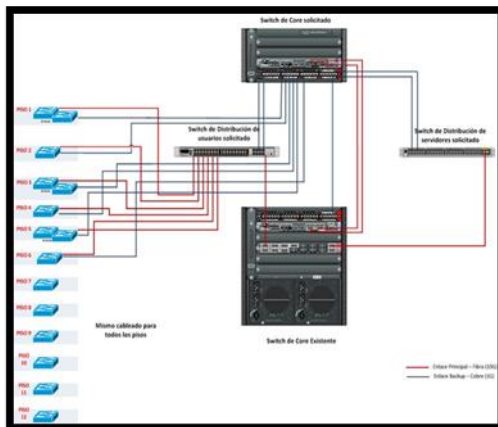 Switch de Core solicitado
PISO 1
Switch de Distribución de
usuarios solicitado
Switch de Distribución de
servidores solicitado
PISO 2
PISO 3
PISO 4
PISO 5
PISO 6
PISO 7
PISO 8
PISO 9
PISO
10
PISO
11
PISO
12
Mismo cableado para
todos los pisos
Switch de Core Existente
Enlace Principal – Fibra (10G)
Enlace Backup – Cobre (1G)